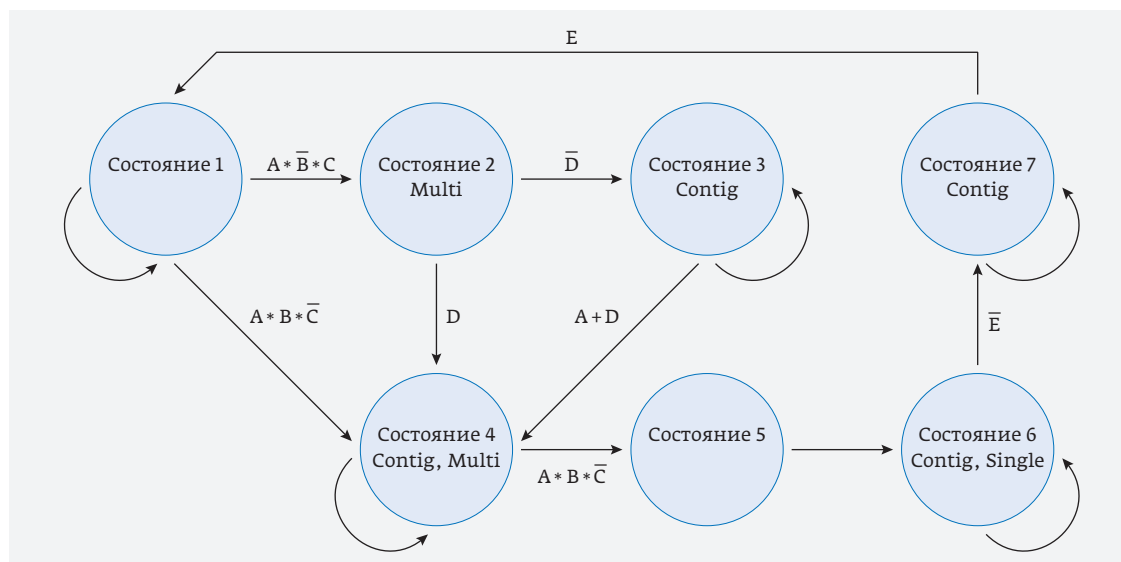 E
Состояние 1
A * B̅ * C
Состояние 2
Multi
D̅
Состояние 3
Contig
Состояние 7
Contig
A * B * C̅
D
A + D
E̅
Состояние 4
Contig, Multi
A * B * C̅
Состояние 5
Состояние 6
Contig, Single